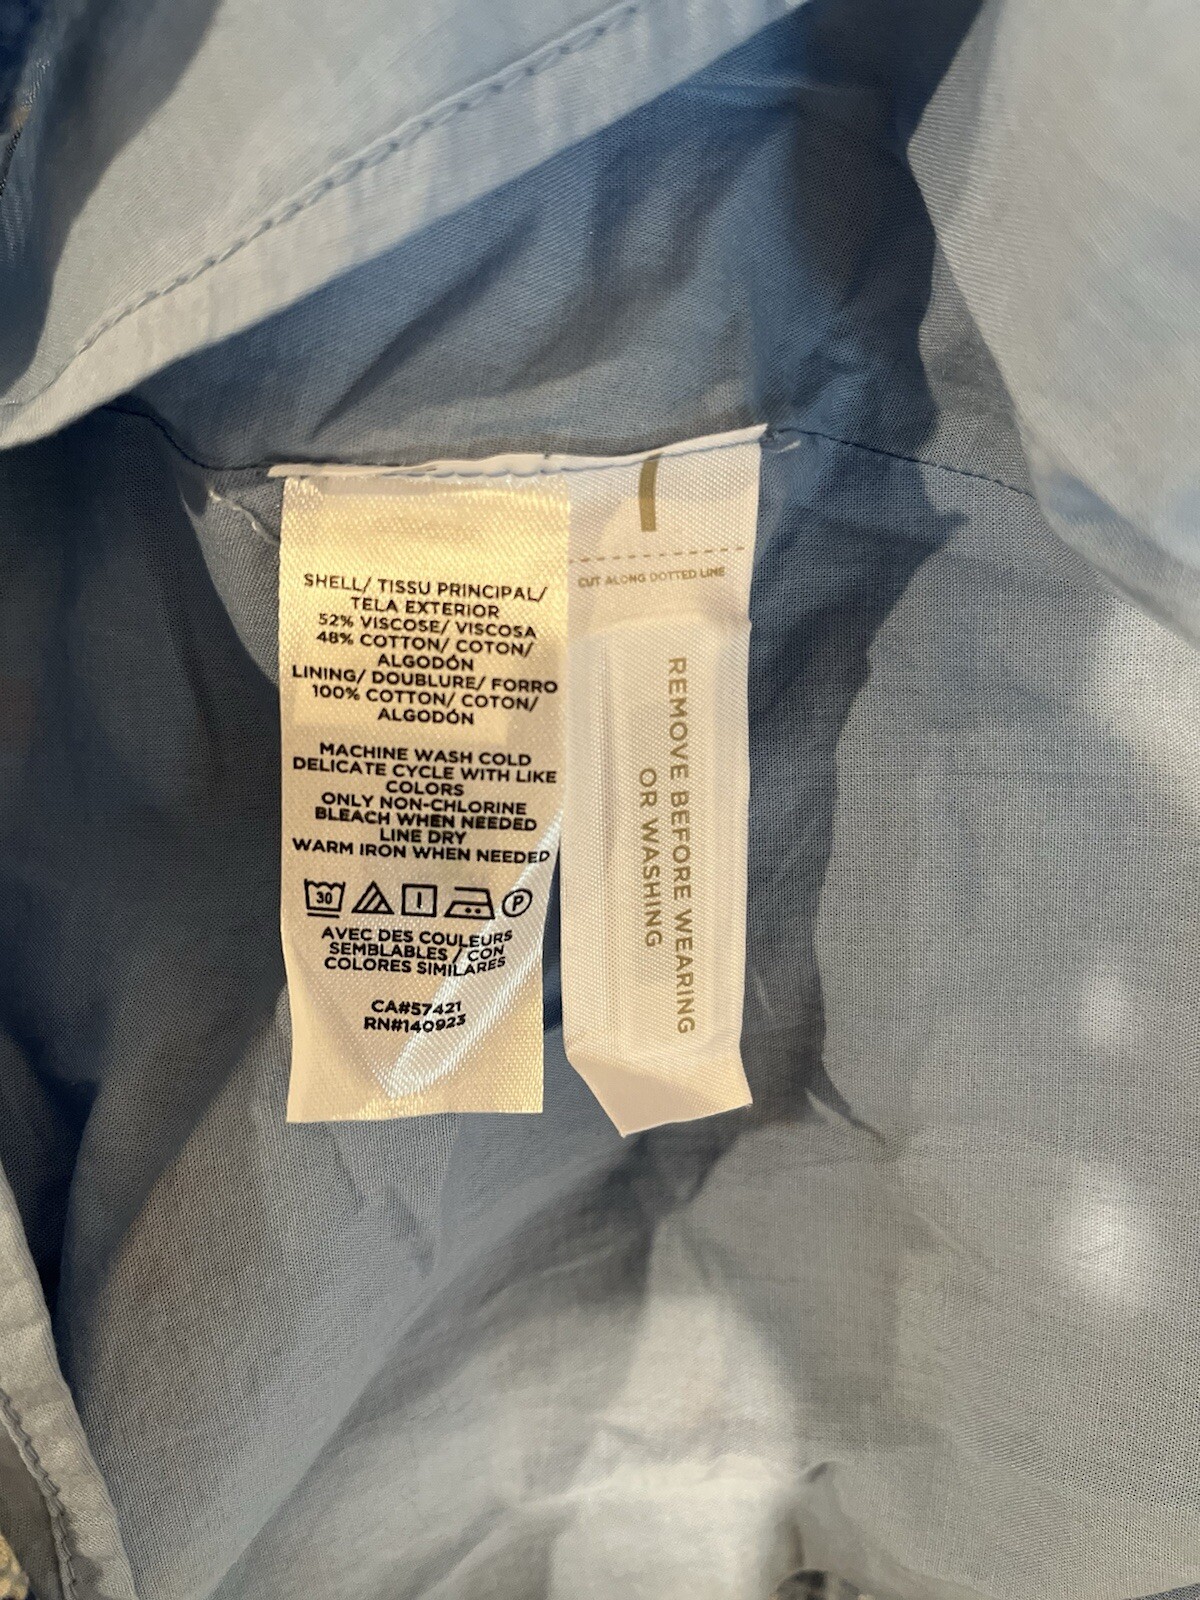 SHELL/ TISSU PRINCIPAL/
TELA EXTERIOR
52% VISCOSE/ VISCOSA
48% COTTON/ COTON/
ALGODÓN
LINING/ DOUBLURE/ FORRO
100% COTTON/ COTON/
ALGODÓN
MACHINE WASH COLD
DELICATE CYCLE WITH LIKE
COLORS
ONLY NON-CHLORINE
BLEACH WHEN NEEDED
LINE DRY
WARM IRON WHEN NEEDED
30 P
AVEC DES COULEURS
SEMBLABLES / CON
COLORES SIMILARES
CA#57421
RN#140923
CUT ALONG DOTTED LINE
REMOVE BEFORE WEARING
OR WASHING